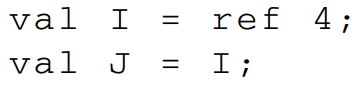 val I = ref 4;
val J = I;